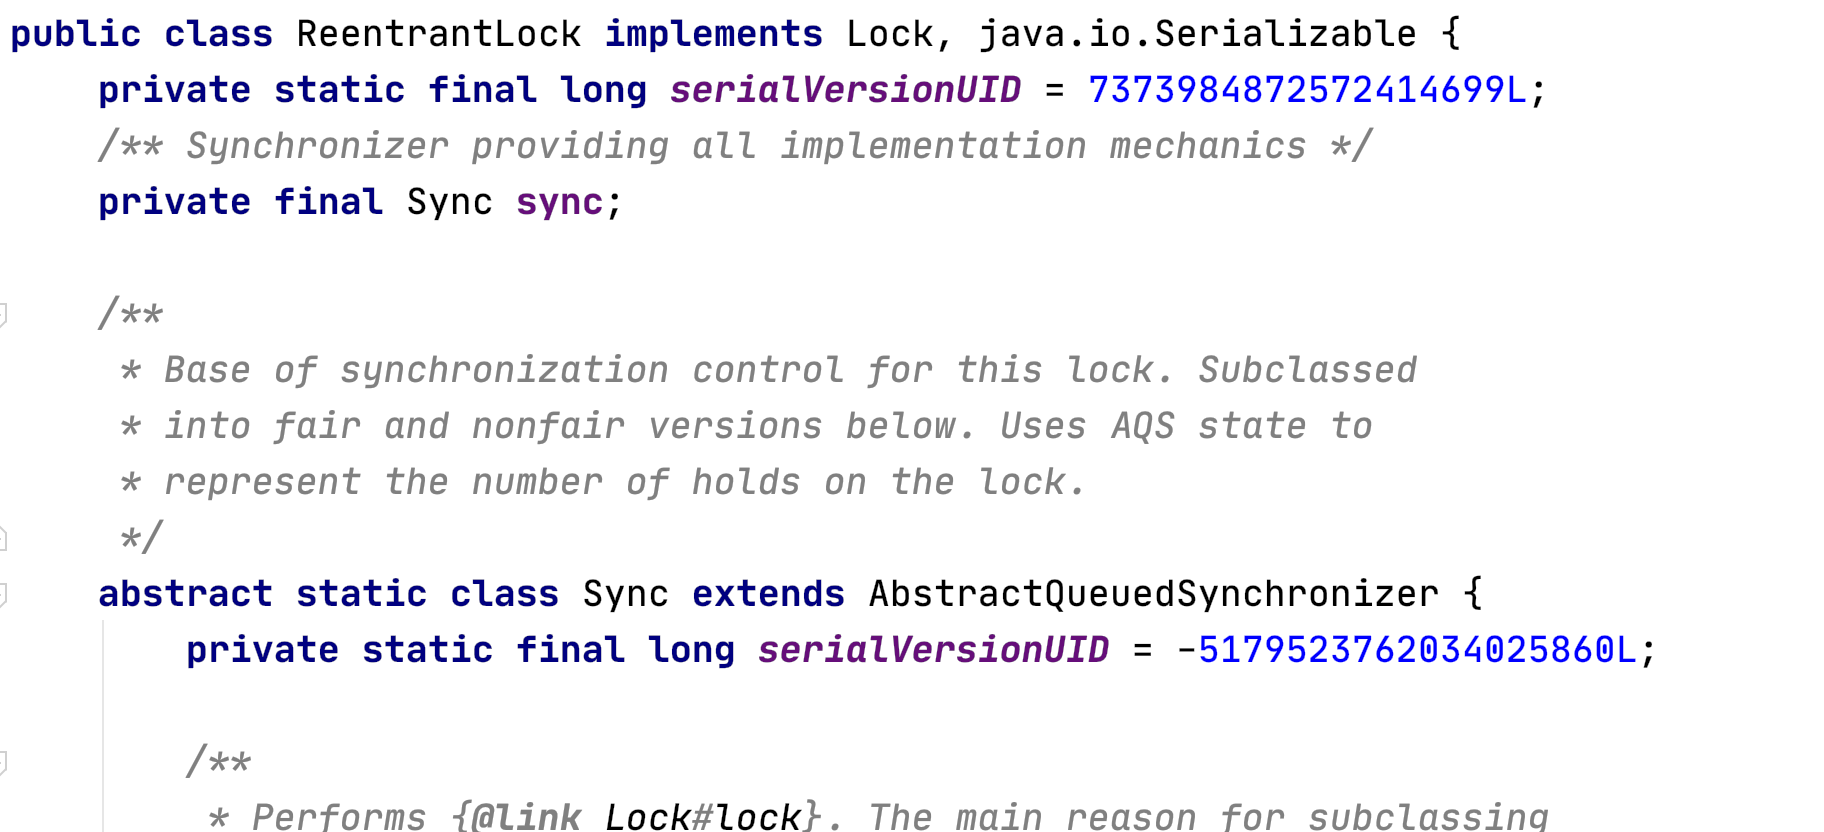 public class ReentrantLock implements Lock, java.io.Serializable {
    private static final long serialVersionUID = 7373984872572414699L;
    /** Synchronizer providing all implementation mechanics */
    private final Sync sync;

    /**
     * Base of synchronization control for this lock. Subclassed
     * into fair and nonfair versions below. Uses AQS state to
     * represent the number of holds on the lock.
     */
    abstract static class Sync extends AbstractQueuedSynchronizer {
        private static final long serialVersionUID = -5179523762034025860L;

        /**
         * Performs {@link Lock#lock}. The main reason for subclassing